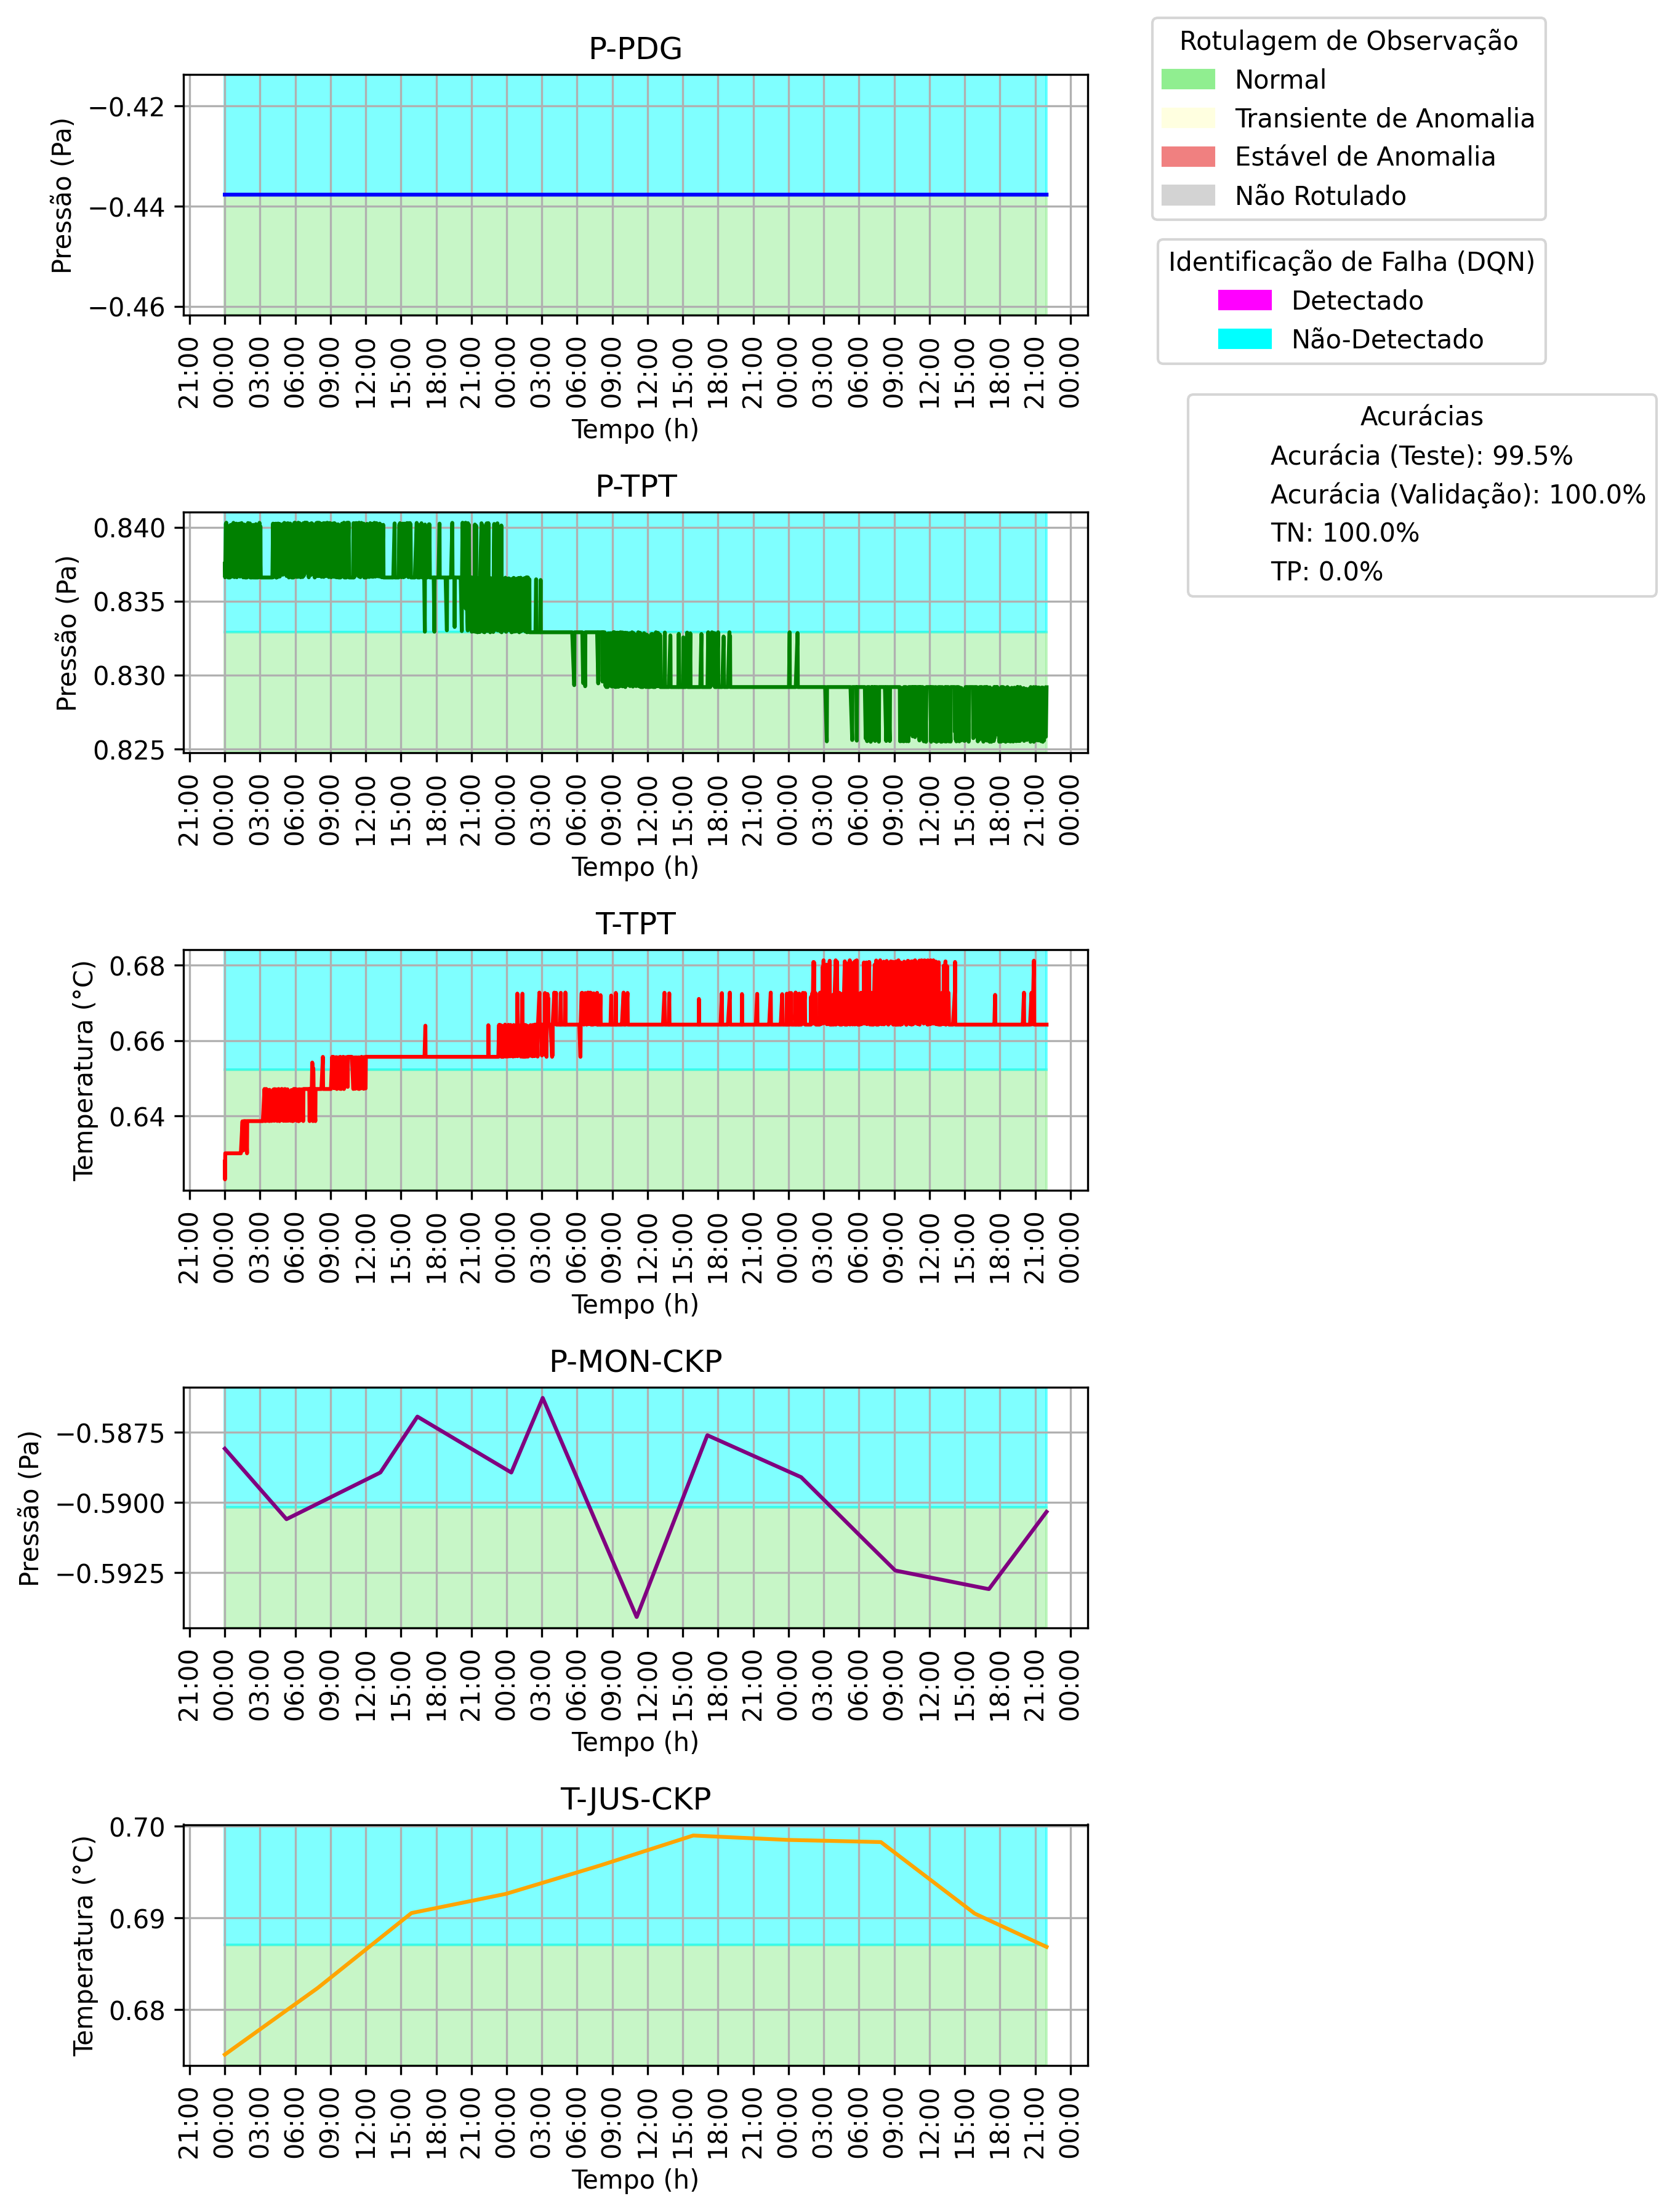 P-PDG
Pressão (Pa)
−0.42
−0.44
−0.46
21:00 00:00 03:00 06:00 09:00 12:00 15:00 18:00 21:00 00:00 03:00 06:00 09:00 12:00 15:00 18:00 21:00 00:00 03:00 06:00 09:00 12:00 15:00 18:00 21:00 00:00
Tempo (h)
Rotulagem de Observação
Normal
Transiente de Anomalia
Estável de Anomalia
Não Rotulado
Identificação de Falha (DQN)
Detectado
Não-Detectado
Acurácias
Acurácia (Teste): 99.5%
Acurácia (Validação): 100.0%
TN: 100.0%
TP: 0.0%
P-TPT
Pressão (Pa)
0.840
0.835
0.830
0.825
21:00 00:00 03:00 06:00 09:00 12:00 15:00 18:00 21:00 00:00 03:00 06:00 09:00 12:00 15:00 18:00 21:00 00:00 03:00 06:00 09:00 12:00 15:00 18:00 21:00 00:00
Tempo (h)
T-TPT
Temperatura (°C)
0.68
0.66
0.64
21:00 00:00 03:00 06:00 09:00 12:00 15:00 18:00 21:00 00:00 03:00 06:00 09:00 12:00 15:00 18:00 21:00 00:00 03:00 06:00 09:00 12:00 15:00 18:00 21:00 00:00
Tempo (h)
P-MON-CKP
Pressão (Pa)
−0.5875
−0.5900
−0.5925
21:00 00:00 03:00 06:00 09:00 12:00 15:00 18:00 21:00 00:00 03:00 06:00 09:00 12:00 15:00 18:00 21:00 00:00 03:00 06:00 09:00 12:00 15:00 18:00 21:00 00:00
Tempo (h)
T-JUS-CKP
Temperatura (°C)
0.70
0.69
0.68
21:00 00:00 03:00 06:00 09:00 12:00 15:00 18:00 21:00 00:00 03:00 06:00 09:00 12:00 15:00 18:00 21:00 00:00 03:00 06:00 09:00 12:00 15:00 18:00 21:00 00:00
Tempo (h)